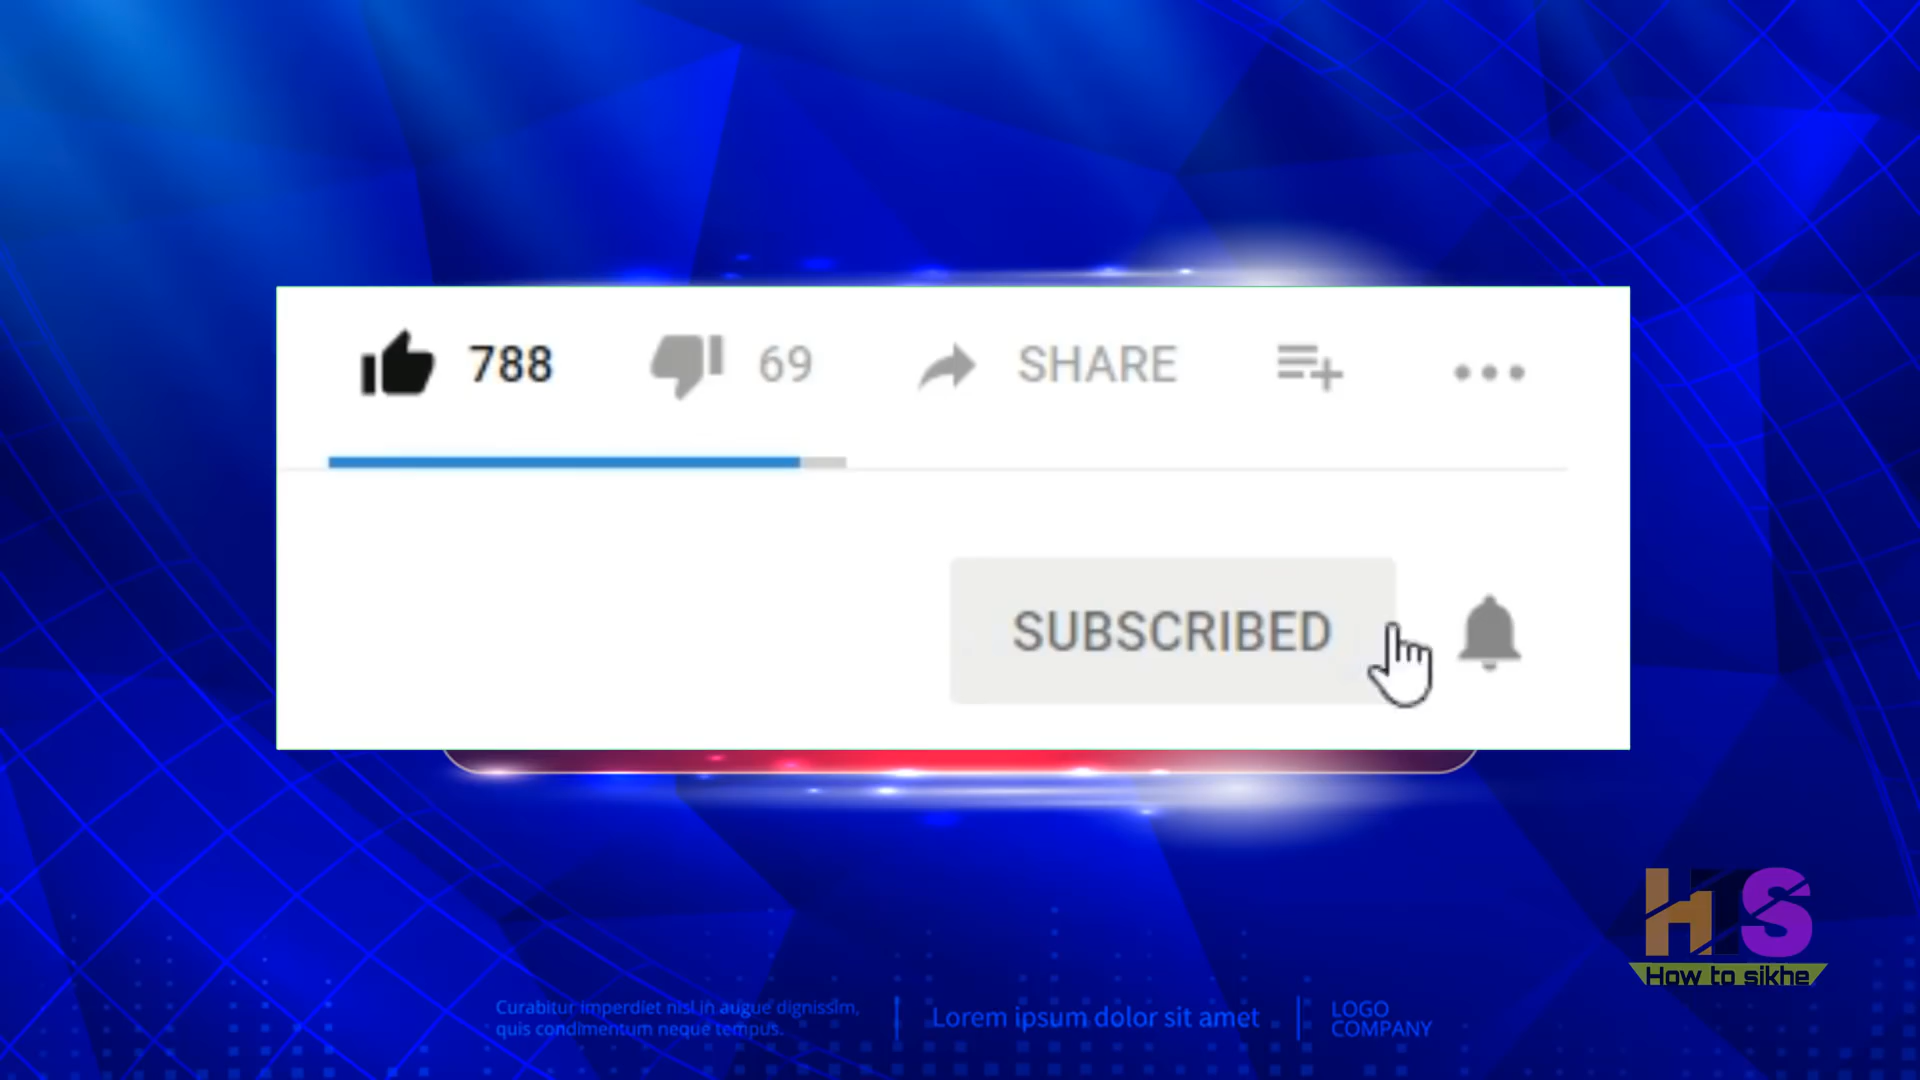 788 69 SHARE
SUBSCRIBED
HTS
How to sikhe
Curabitur imperdiet nisl in augue dignissim,
quis condimentum neque tempus.
Lorem ipsum dolor sit amet
LOGO
COMPANY